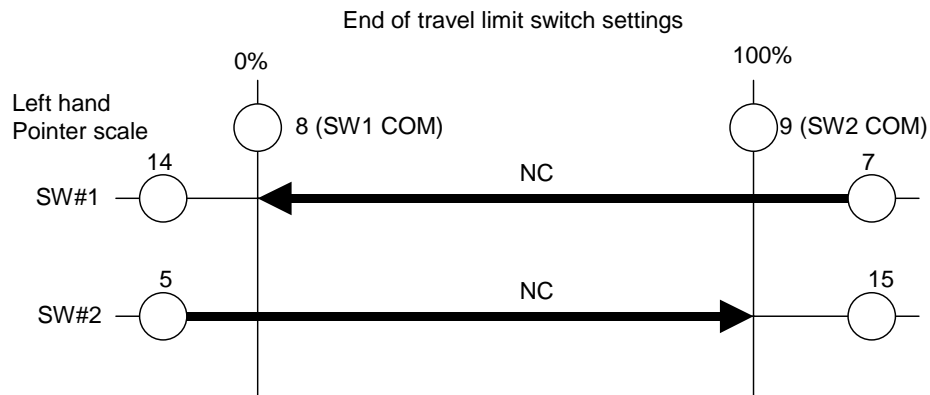 End of travel limit switch settings
0%
100%
Left hand
Pointer scale
8 (SW1 COM)
9 (SW2 COM)
14
NC
7
SW#1
5
NC
15
SW#2